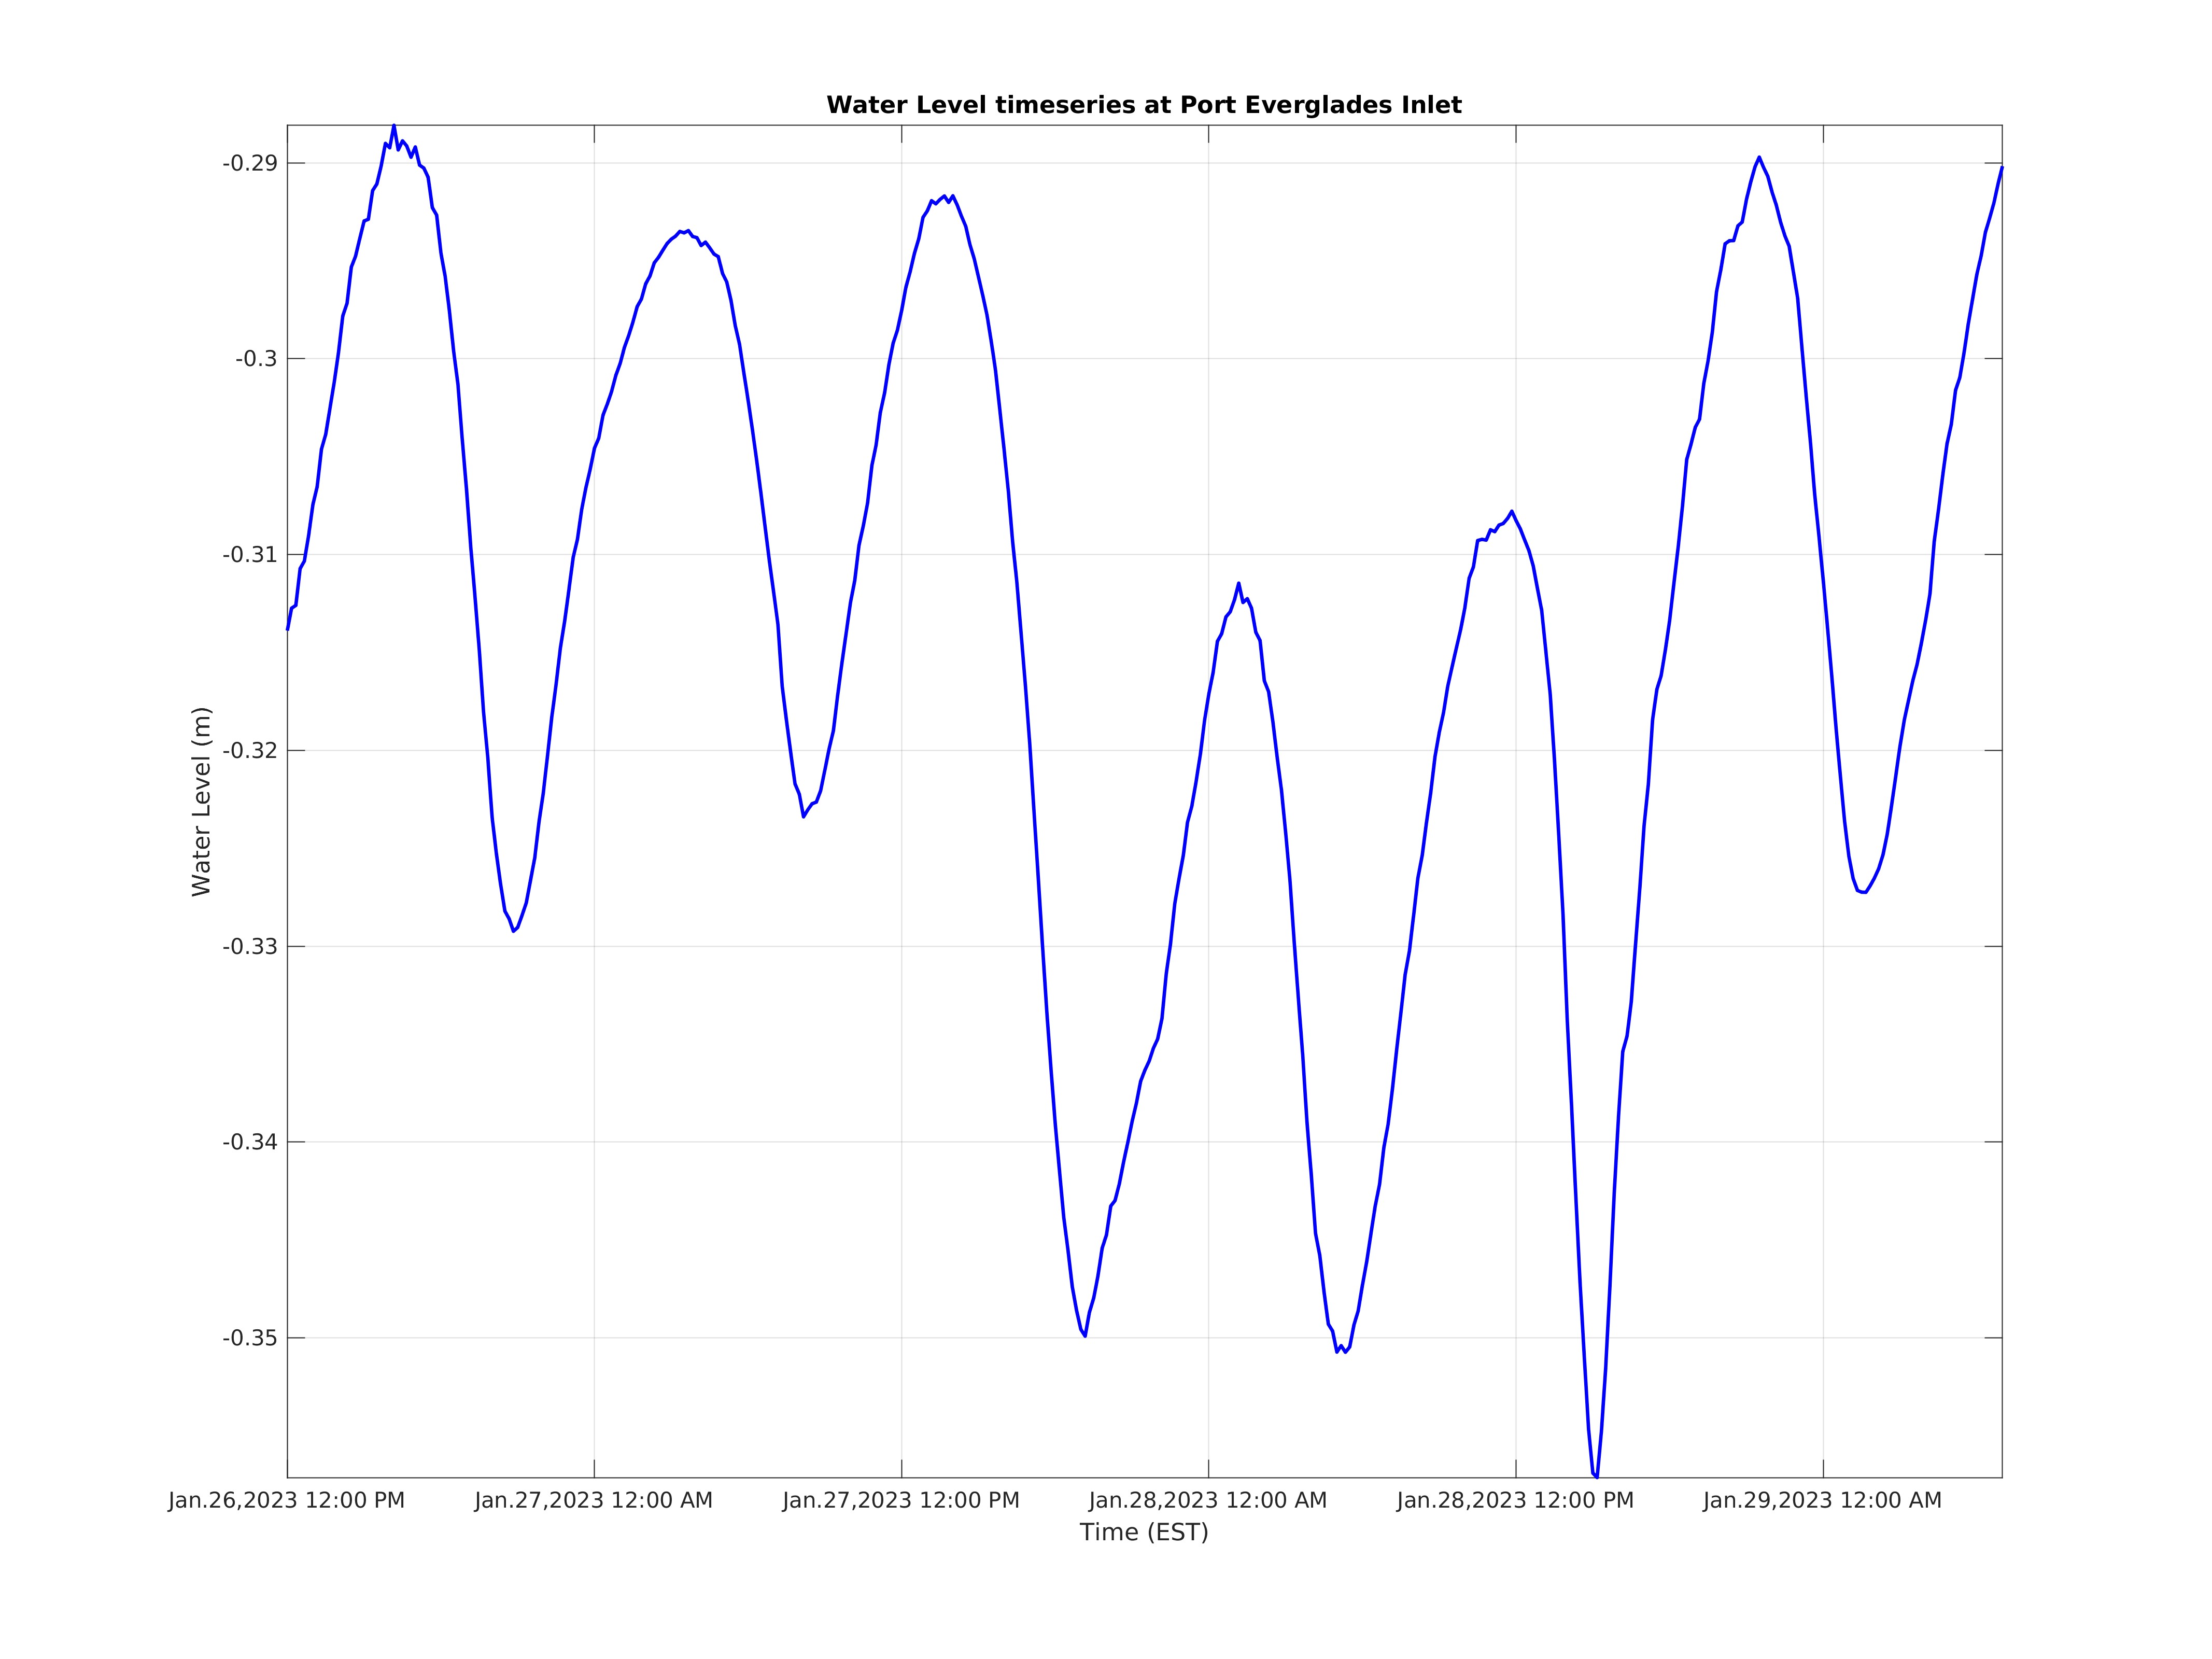 Water Level timeseries at Port Everglades Inlet
-0.29
-0.3
-0.31
-0.32
-0.33
-0.34
-0.35
Water Level (m)
Jan.26,2023 12:00 PM
Jan.27,2023 12:00 AM
Jan.27,2023 12:00 PM
Jan.28,2023 12:00 AM
Jan.28,2023 12:00 PM
Jan.29,2023 12:00 AM
Time (EST)